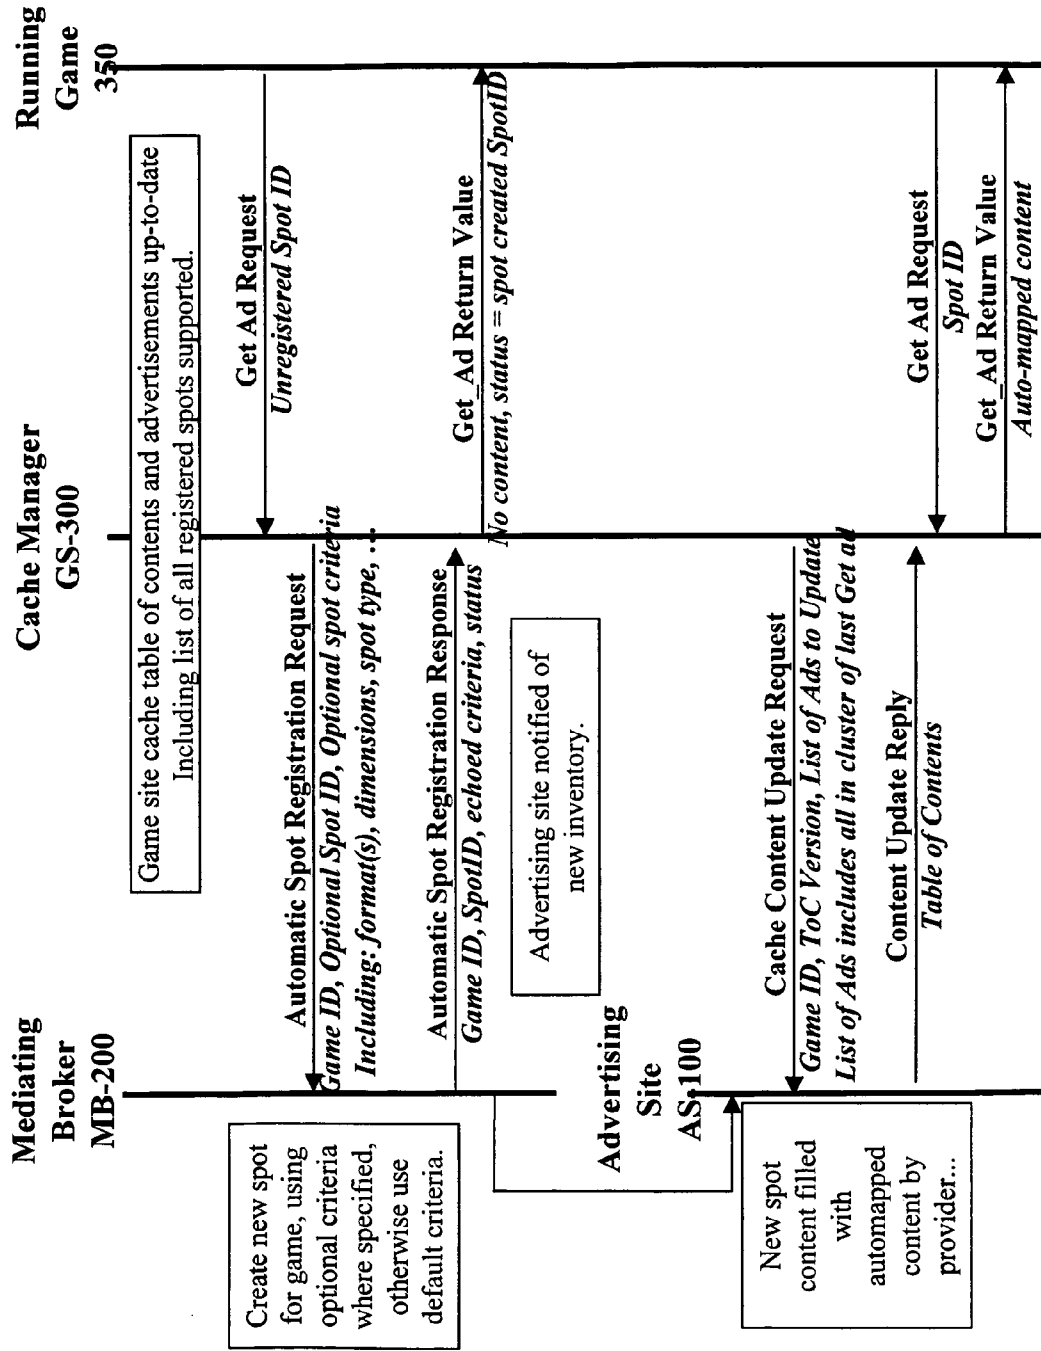 Mediating
Broker
MB-200
Cache Manager
GS-300
Running
Game
350
Game site cache table of contents and advertisements up-to-date
Including list of all registered spots supported.
Get Ad Request
Unregistered Spot ID
Automatic Spot Registration Request
Game ID, Optional Spot ID, Optional spot criteria
Including: format(s), dimensions, spot type, ...
Create new spot
for game, using
optional criteria
where specified,
otherwise use
default criteria.
Automatic Spot Registration Response
Game ID, SpotID, echoed criteria, status
Get_Ad Return Value
No content, status = spot created SpotID
Advertising site notified of
new inventory.
Advertising
Site
AS-100
New spot
content filled
with
automapped
content by
provider...
Cache Content Update Request
Game ID, ToC Version, List of Ads to Update
List of Ads includes all in cluster of last Get ad
Content Update Reply
Table of Contents
Get Ad Request
Spot ID
Get_Ad Return Value
Auto-mapped content